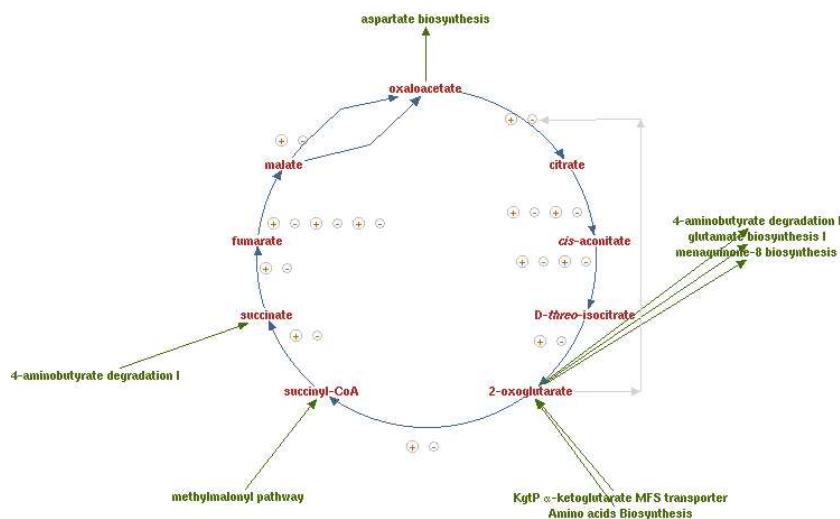 aspartate biosynthesis
oxaloacetate
+ -
+ -
malate
citrate
+ - + - + -
+ - + -
4-aminobutyrate degradation I
glutamate biosynthesis I
menaquinone-8 biosynthesis
fumarate
cis-aconitate
+ -
+ - + -
succinate
D-threo-isocitrate
+ -
+ -
4-aminobutyrate degradation I
succinyl-CoA
2-oxoglutarate
+ -
methylmalonyl pathway
KgtP α-ketoglutarate MFS transporter
Amino acids Biosynthesis